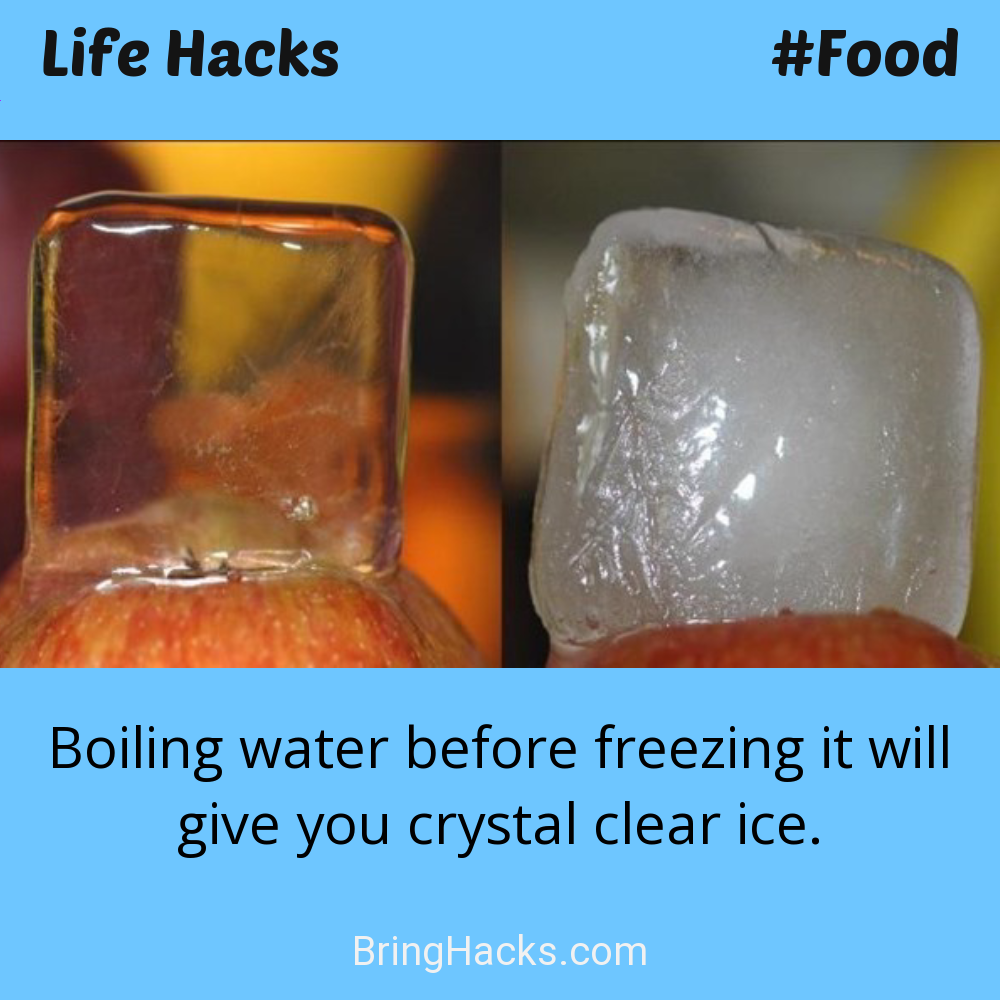 Life Hacks
#Food
Boiling water before freezing it will
give you crystal clear ice.
BringHacks.com